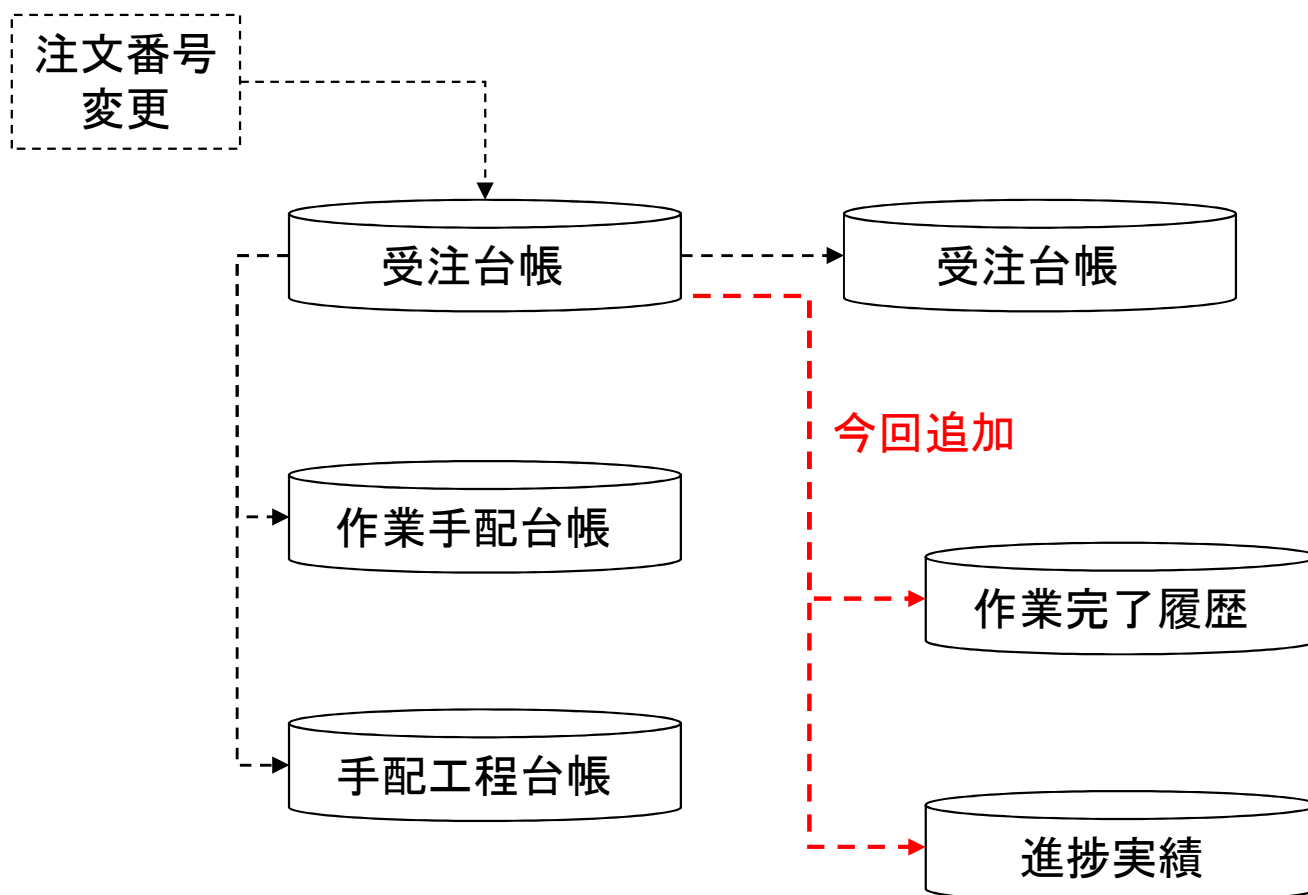 注文番号
変更
受注台帳
受注台帳
今回追加
作業手配台帳
作業完了履歴
手配工程台帳
進捗実績